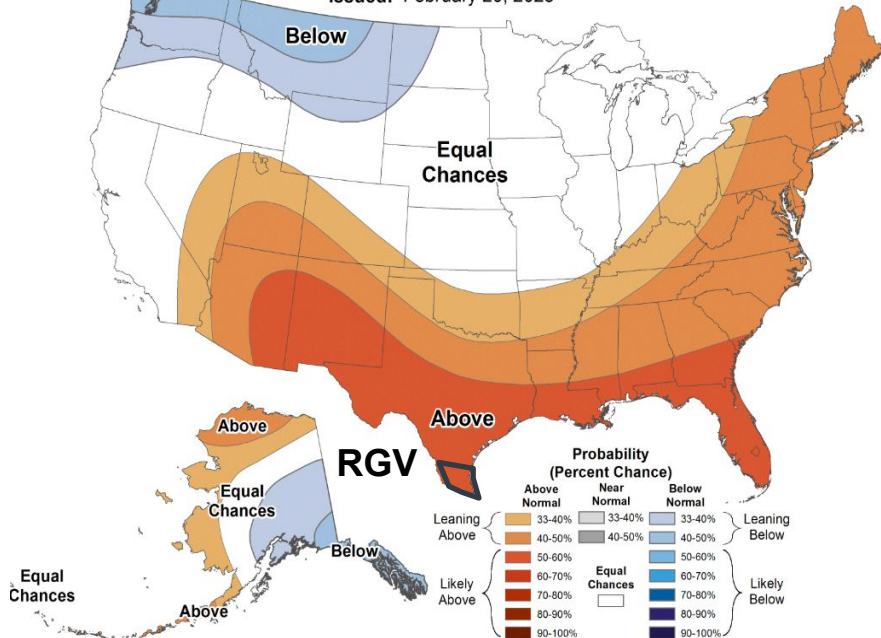 Below
Equal
Chances
Above
RGV
Above
Equal
Chances
Below
Equal
Chances
Above
Probability
(Percent Chance)
Above
Normal
Near
Normal
Below
Normal
Leaning
Above
33-40%
33-40%
33-40%
Leaning
Below
40-50%
40-50%
40-50%
Likely
Above
50-60%
Equal
Chances
50-60%
Likely
Below
60-70%
60-70%
70-80%
70-80%
80-90%
80-90%
90-100%
90-100%